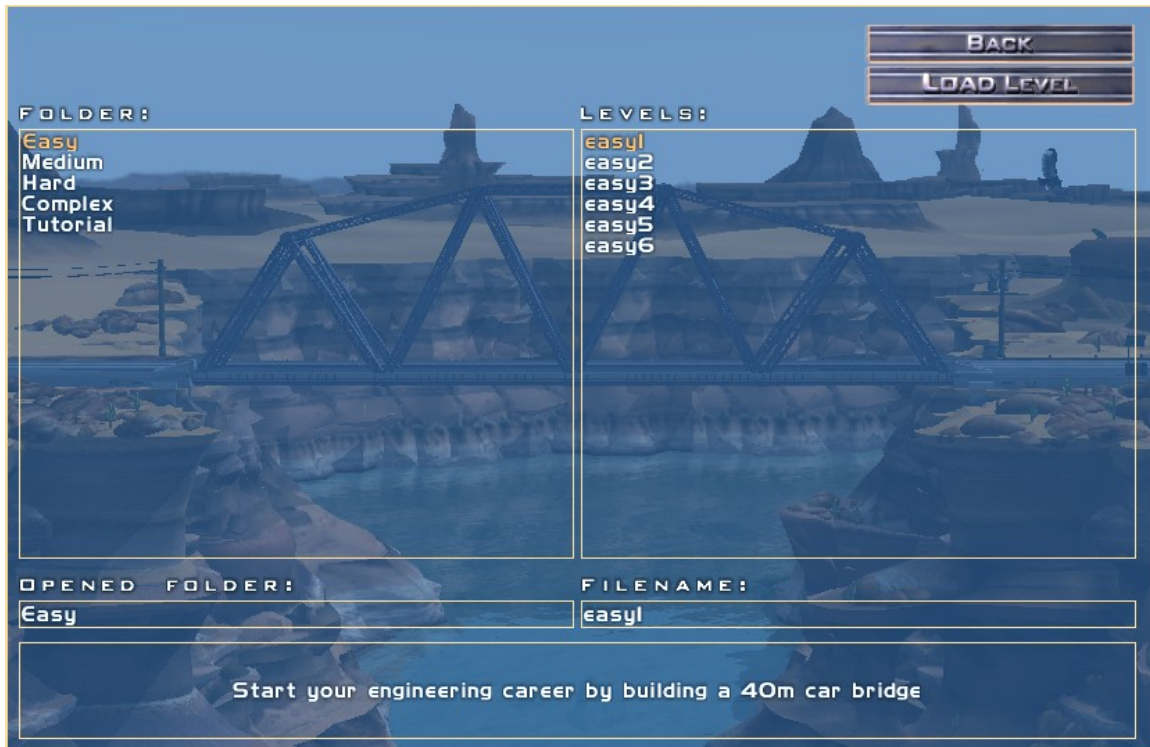 BACK
LOAD LEVEL
FOLDER:
Easy
Medium
Hard
Complex
Tutorial
LEVELS:
easy1
easy2
easy3
easy4
easy5
easy6
OPENED FOLDER:
Easy
FILENAME:
easy1
Start your engineering career by building a 40m car bridge